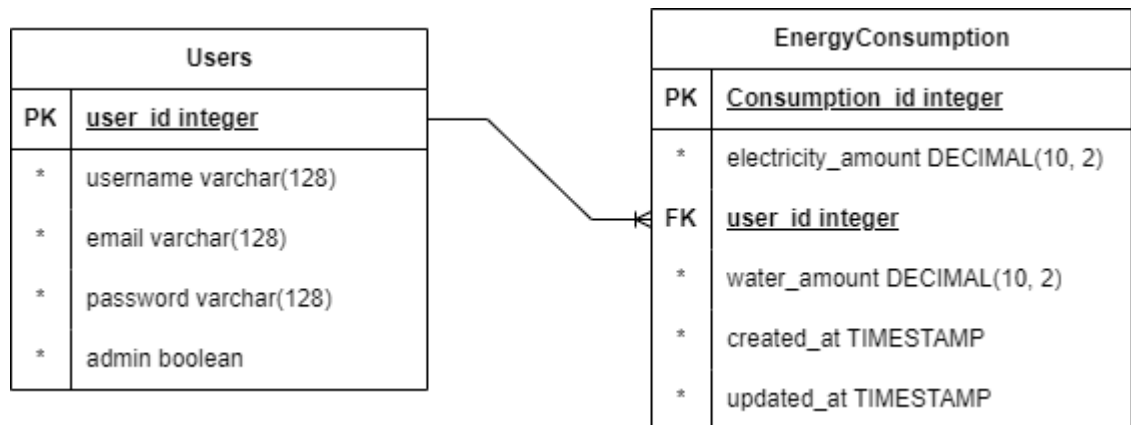 Users
PK user_id integer
* username varchar(128)
* email varchar(128)
* password varchar(128)
* admin boolean
EnergyConsumption
PK Consumption_id integer
* electricity_amount DECIMAL(10, 2)
FK user_id integer
* water_amount DECIMAL(10, 2)
* created_at TIMESTAMP
* updated_at TIMESTAMP